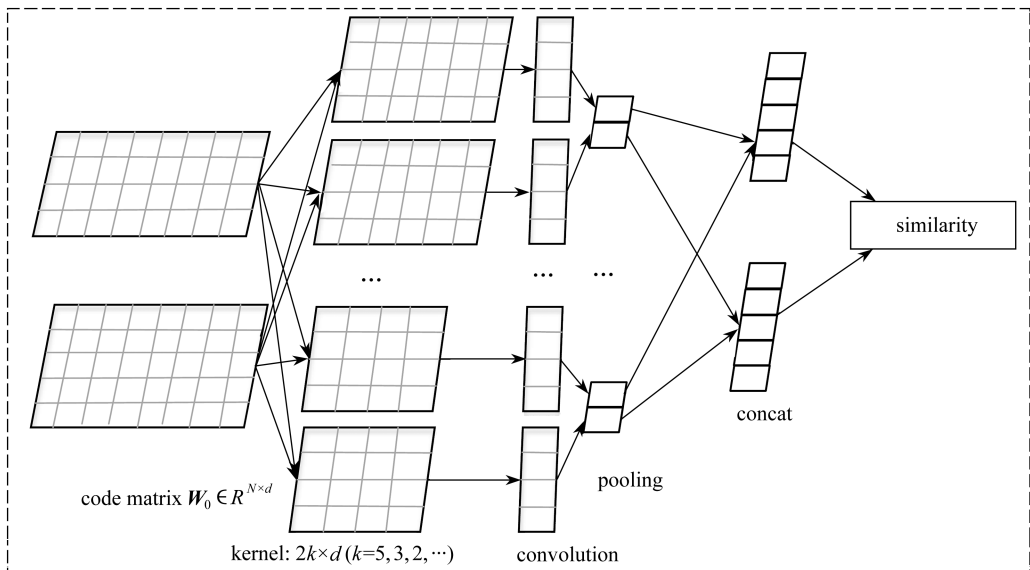 similarity
...
... ...
concat
pooling
code matrix W₀ ∈ R^{N×d}
kernel: 2k×d (k=5, 3, 2, ···)
convolution